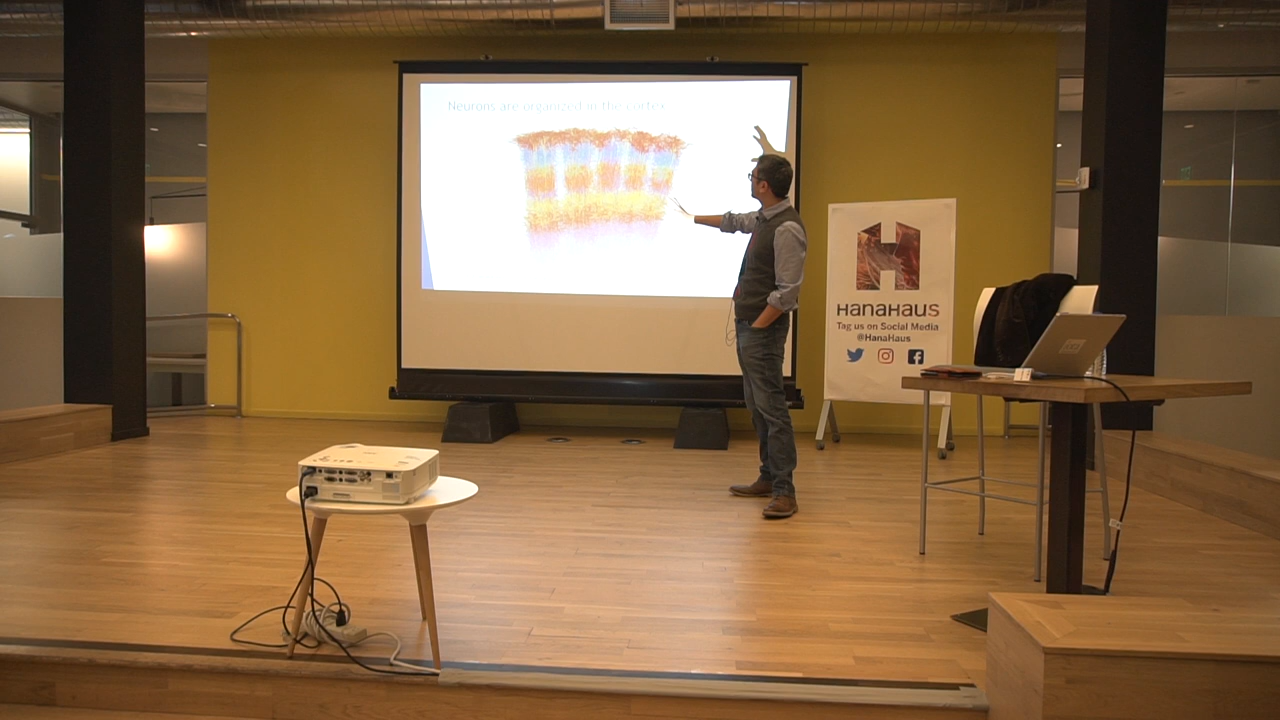 Neurons are organized in the cortex
H
HANAHAUS
Tag us on Social Media
@HanaHaus